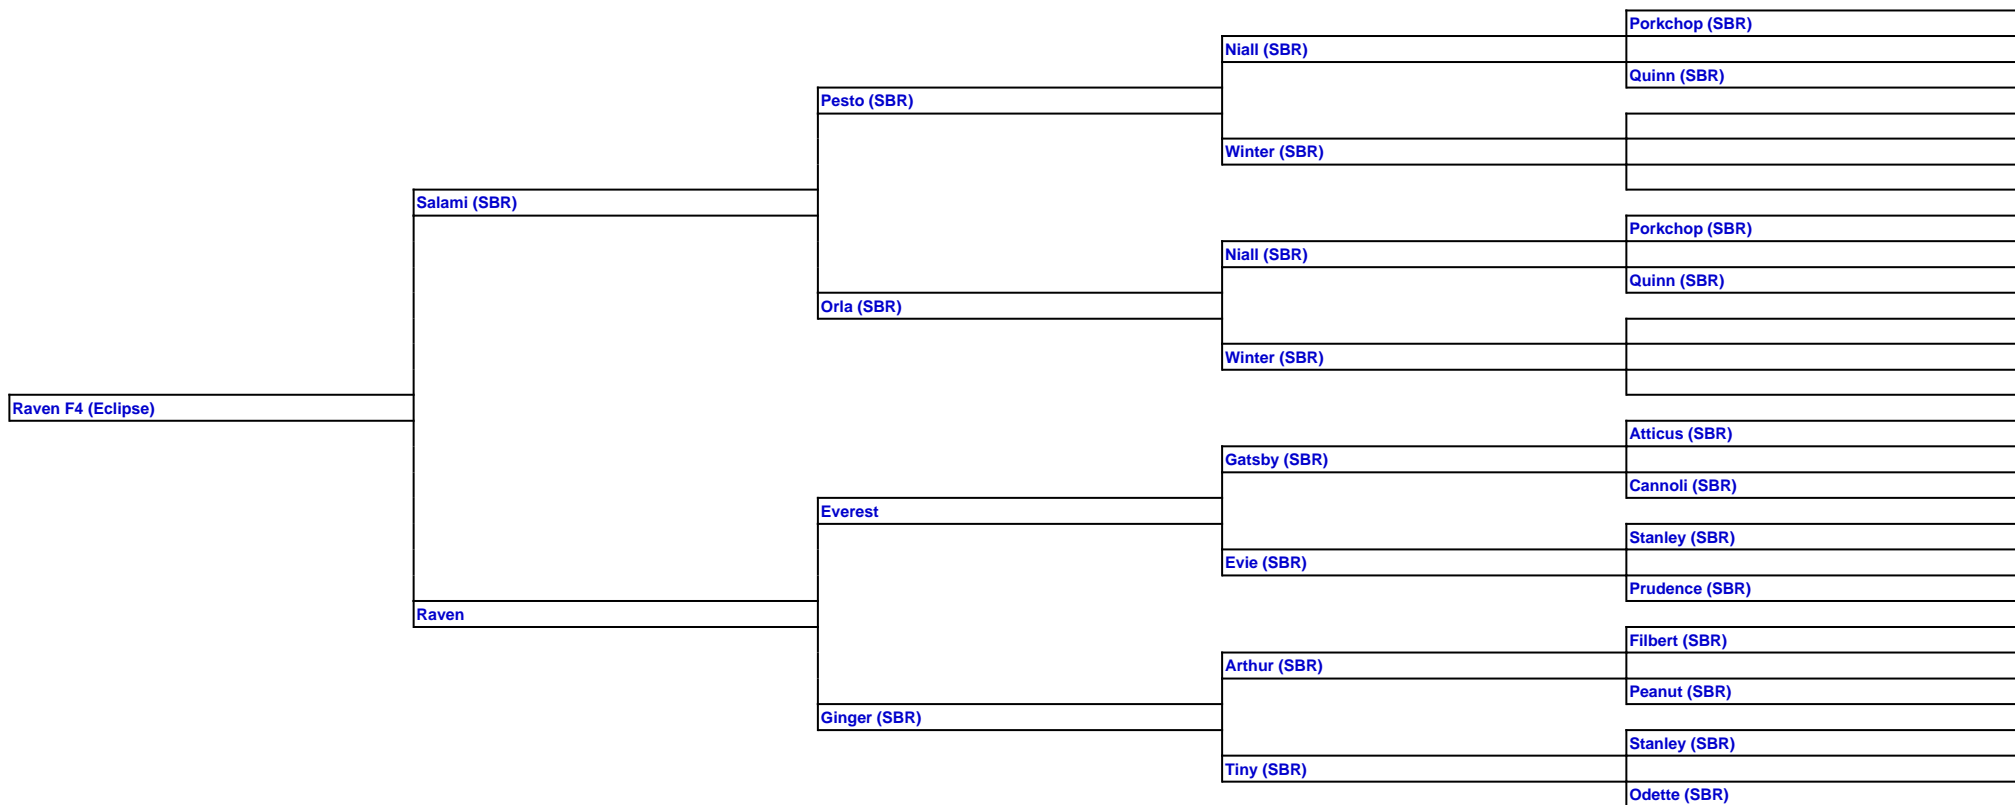 Porkchop (SBR)
Niall (SBR)
Quinn (SBR)
Pesto (SBR)
Winter (SBR)
Salami (SBR)
Porkchop (SBR)
Niall (SBR)
Quinn (SBR)
Orla (SBR)
Winter (SBR)
Raven F4 (Eclipse)
Atticus (SBR)
Gatsby (SBR)
Cannoli (SBR)
Everest
Stanley (SBR)
Evie (SBR)
Prudence (SBR)
Raven
Filbert (SBR)
Arthur (SBR)
Peanut (SBR)
Ginger (SBR)
Stanley (SBR)
Tiny (SBR)
Odette (SBR)